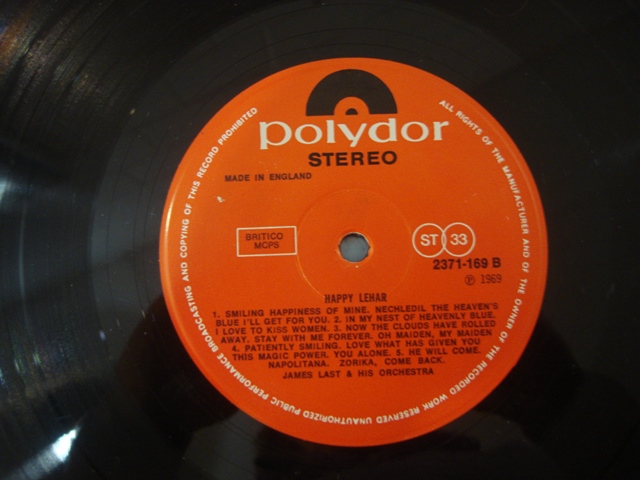 polydor
STEREO
MADE IN ENGLAND
BRITICO
MCPS
ST 33
2371-169 B
℗ 1969
HAPPY LEHAR
1. SMILING HAPPINESS OF MINE. NECHLEDIL THE HEAVEN'S
BLUE I'LL GET FOR YOU. 2. IN MY NEST OF HEAVENLY BLUE.
I LOVE TO KISS WOMEN. 3. NOW THE CLOUDS HAVE ROLLED
AWAY. STAY WITH ME FOREVER. OH MAIDEN, MY MAIDEN
4. PATIENTLY SMILING. LOVE WHAT HAS GIVEN YOU
THIS MAGIC POWER. YOU ALONE. 5. HE WILL COME.
NAPOLITANA. ZORIKA, COME BACK.
JAMES LAST & HIS ORCHESTRA
ALL RIGHTS OF THE MANUFACTURER AND OF THE OWNER OF THE RECORDED WORK RESERVED UNAUTHORIZED PUBLIC PERFORMANCE BROADCASTING AND COPYING OF THIS RECORD PROHIBITED